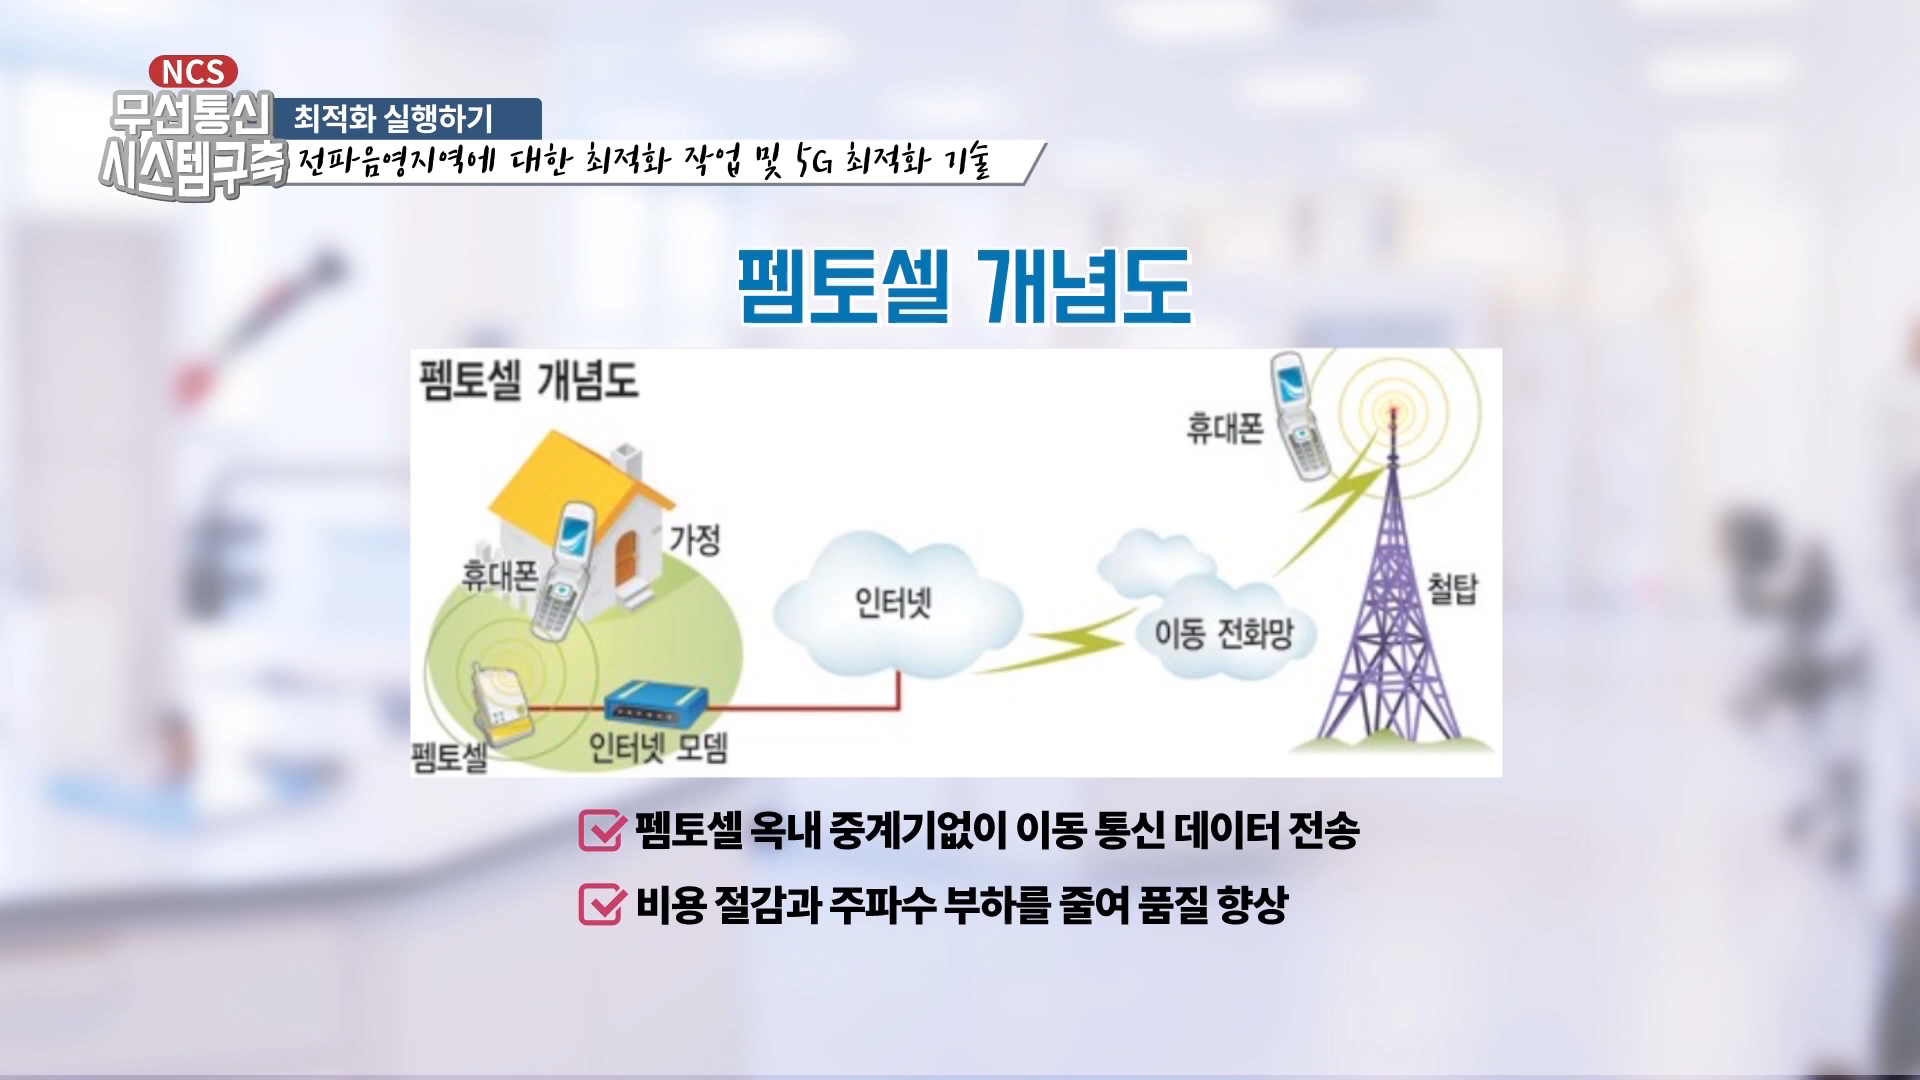 NCS
무선통신
시스템구축
최적화 실행하기
전파음영지역에 대한 최적화 작업 및 5G 최적화 기술
펨토셀 개념도
펨토셀 개념도
휴대폰
가정
휴대폰
인터넷
철탑
이동 전화망
펨토셀
인터넷 모뎀
펨토셀 옥내 중계기없이 이동 통신 데이터 전송
비용 절감과 주파수 부하를 줄여 품질 향상